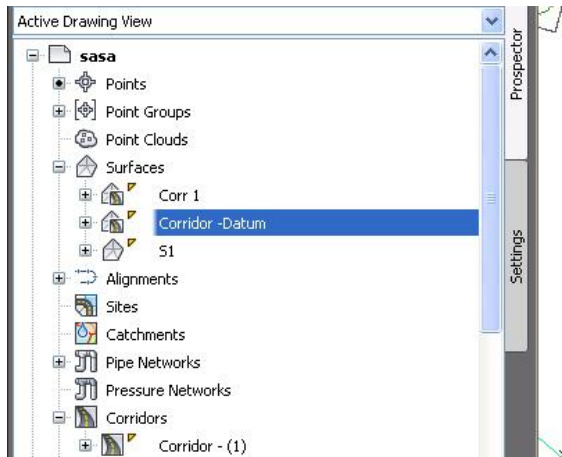 Active Drawing View
sasa
Points
Point Groups
Point Clouds
Surfaces
Corr 1
Corridor -Datum
S1
Alignments
Sites
Catchments
Pipe Networks
Pressure Networks
Corridors
Corridor - (1)
Prospector
Settings